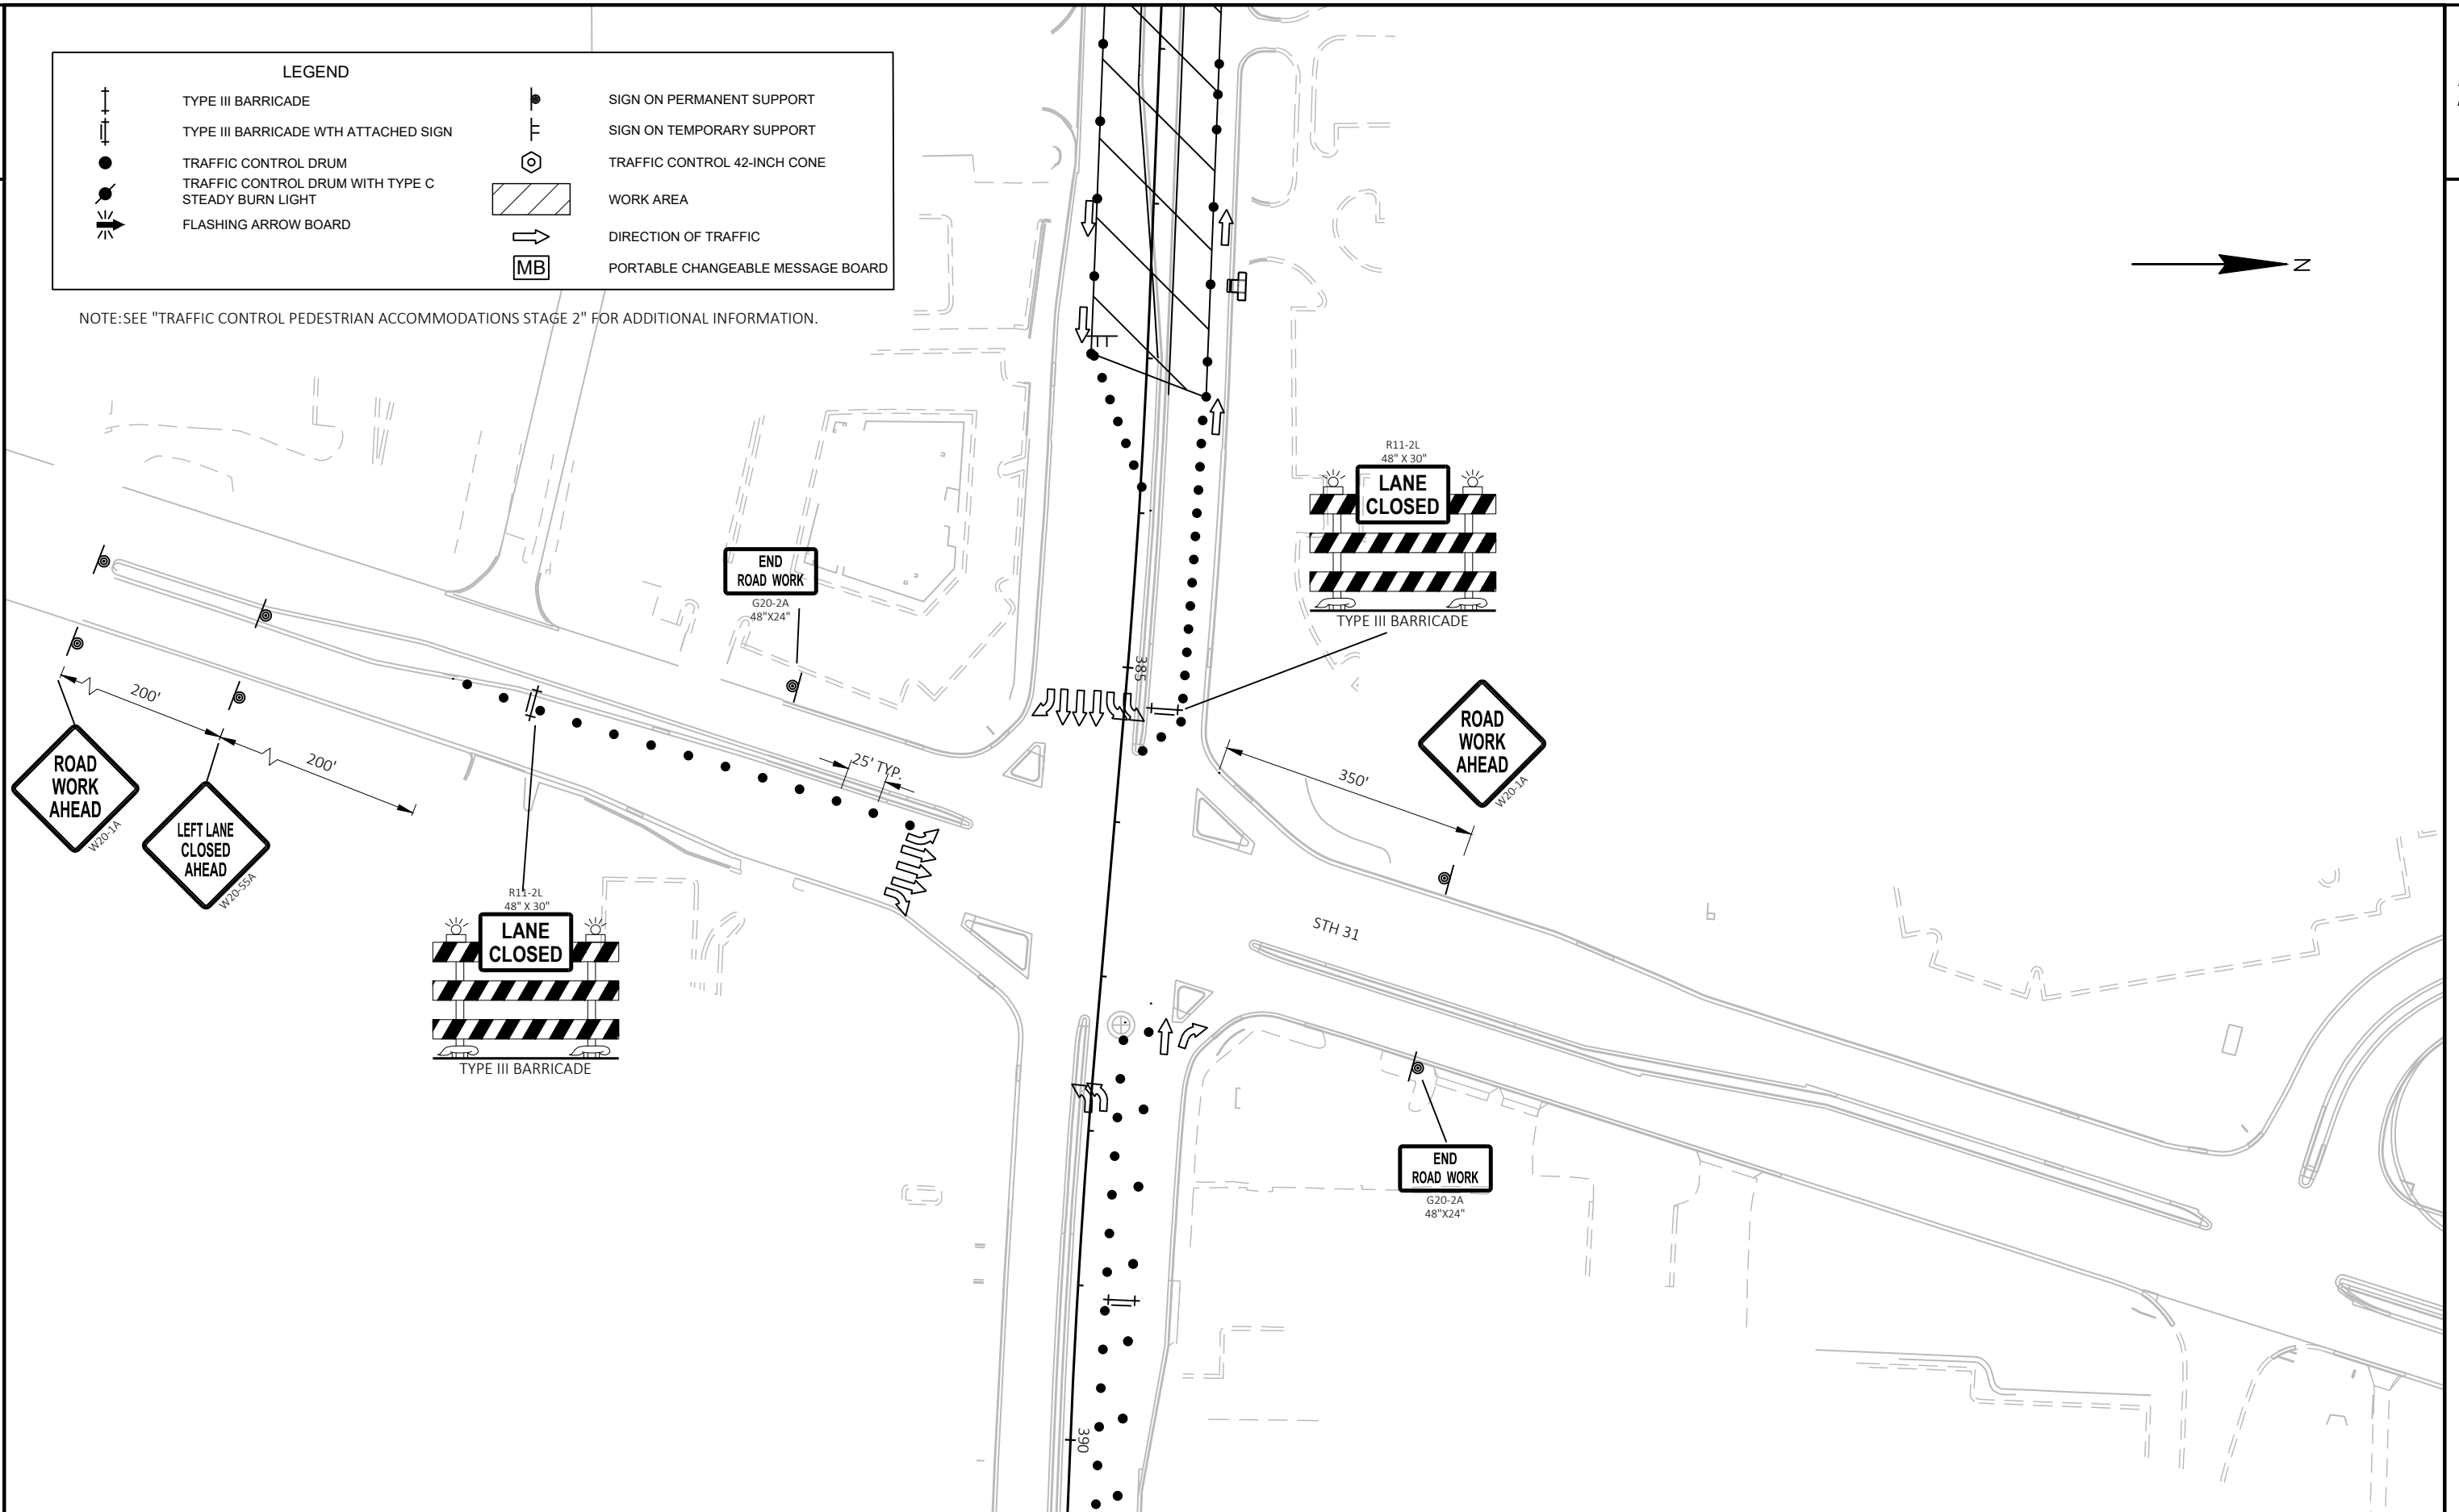 LEGEND
TYPE III BARRICADE
TYPE III BARRICADE WTH ATTACHED SIGN
TRAFFIC CONTROL DRUM
TRAFFIC CONTROL DRUM WITH TYPE C
STEADY BURN LIGHT
FLASHING ARROW BOARD
SIGN ON PERMANENT SUPPORT
SIGN ON TEMPORARY SUPPORT
TRAFFIC CONTROL 42-INCH CONE
WORK AREA
DIRECTION OF TRAFFIC
MB
PORTABLE CHANGEABLE MESSAGE BOARD
NOTE: SEE "TRAFFIC CONTROL PEDESTRIAN ACCOMMODATIONS STAGE 2" FOR ADDITIONAL INFORMATION.
N
R11-2L
48" X 30"
LANE
CLOSED
TYPE III BARRICADE
END
ROAD WORK
G20-2A
48"X24"
385
200'
200'
25' TYP.
350'
ROAD
WORK
AHEAD
W20-1A
ROAD
WORK
AHEAD
W20-1A
LEFT LANE
CLOSED
AHEAD
W20-55A
R11-2L
48" X 30"
LANE
CLOSED
TYPE III BARRICADE
STH 31
END
ROAD WORK
G20-2A
48"X24"
390